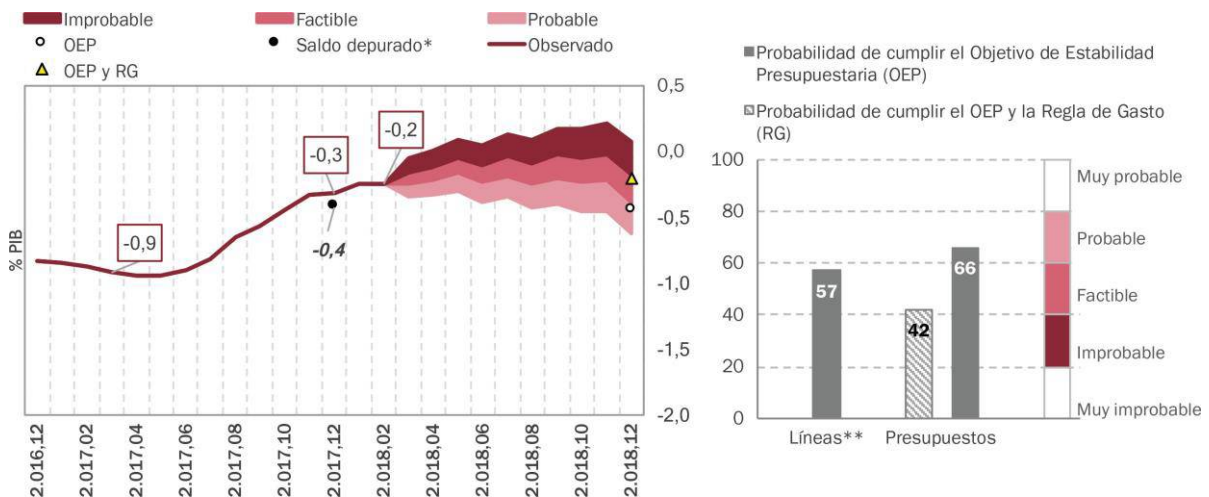 Improbable
Factible
Probable
OEP
Saldo depurado*
Observado
OEP y RG
0,5
0,0
-0,5
-1,0
-1,5
-2,0
% PIB
-0,9
-0,3
-0,4
-0,2
2.016,12
2.017,02
2.017,04
2.017,06
2.017,08
2.017,10
2.017,12
2.018,02
2.018,04
2.018,06
2.018,08
2.018,10
2.018,12
Probabilidad de cumplir el Objetivo de Estabilidad
Presupuestaria (OEP)
Probabilidad de cumplir el OEP y la Regla de Gasto
(RG)
100
80
60
40
20
0
57
42
66
Líneas**
Presupuestos
Muy probable
Probable
Factible
Improbable
Muy improbable